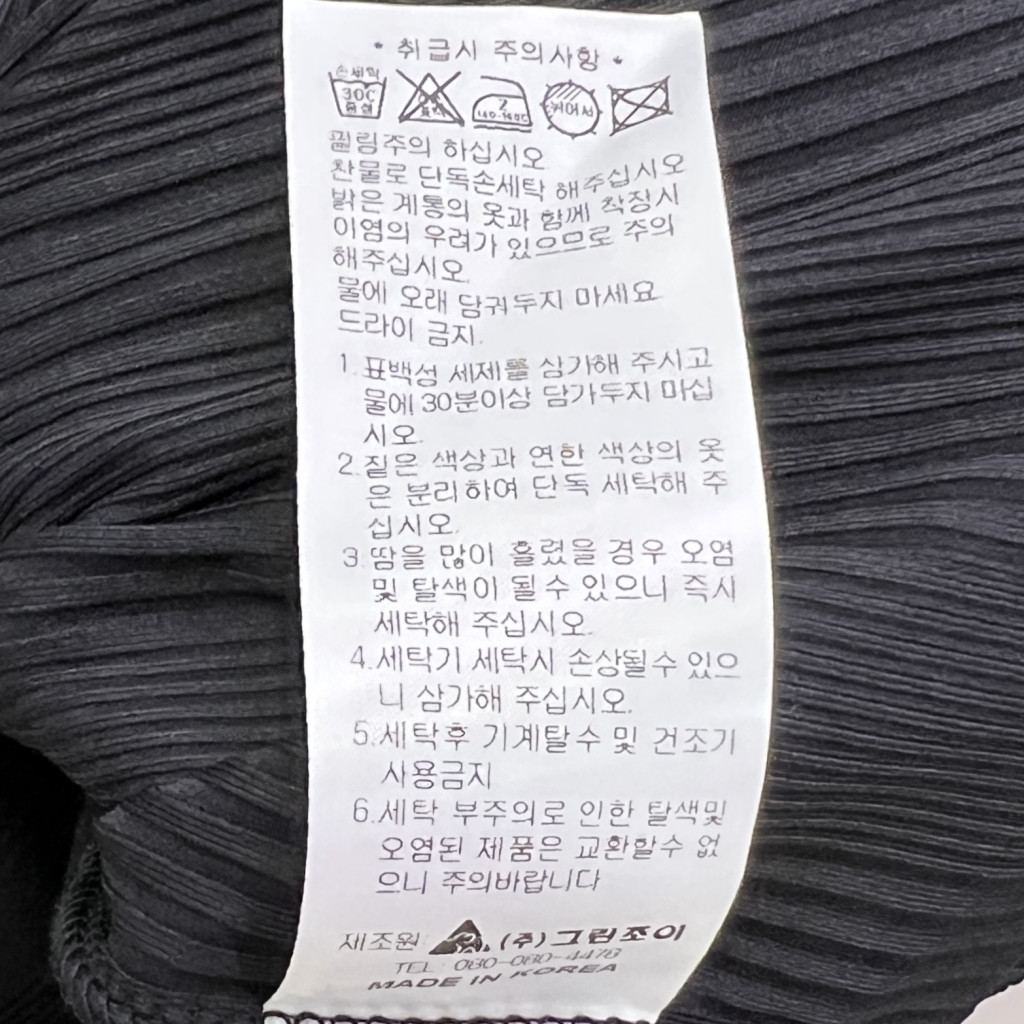 • 취급시 주의사항 •
손세탁
30C
중성
2
140-160C
뉘어서
필링주의 하십시오
찬물로 단독손세탁 해주십시오
밝은 계통의 옷과 함께 착장시
이염의 우려가 있으므로 주의
해주십시오.
물에 오래 담궈두지 마세요
드라이 금지.
1.표백성 세제를 삼가해 주시고
물에 30분이상 담가두지 마십
시오.
2.짙은 색상과 연한 색상의 옷
은 분리하여 단독 세탁해 주
십시오.
3.땀을 많이 흘렸을 경우 오염
및 탈색이 될수 있으니 즉시
세탁해 주십시오.
4.세탁기 세탁시 손상될수 있으
니 삼가해 주십시오.
5.세탁후 기계탈수 및 건조기
사용금지
6.세탁 부주의로 인한 탈색및
오염된 제품은 교환할수 없
으니 주의바랍니다
제조원 (주)그림조이
TEL 080-080-4476
MADE IN KOREA